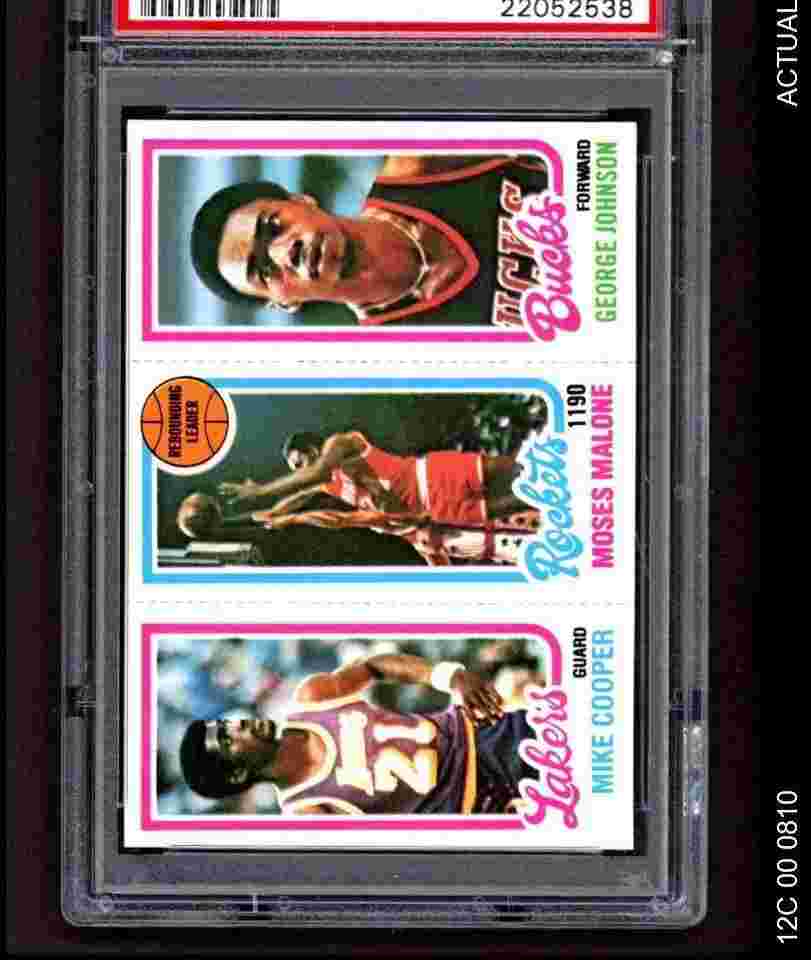 22052538
ACTUAL
12C 00 0810
Lakers
GUARD
MIKE COOPER
21
REBOUNDING
LEADER
Rockets
1190
MOSES MALONE
Bucks
FORWARD
GEORGE JOHNSON